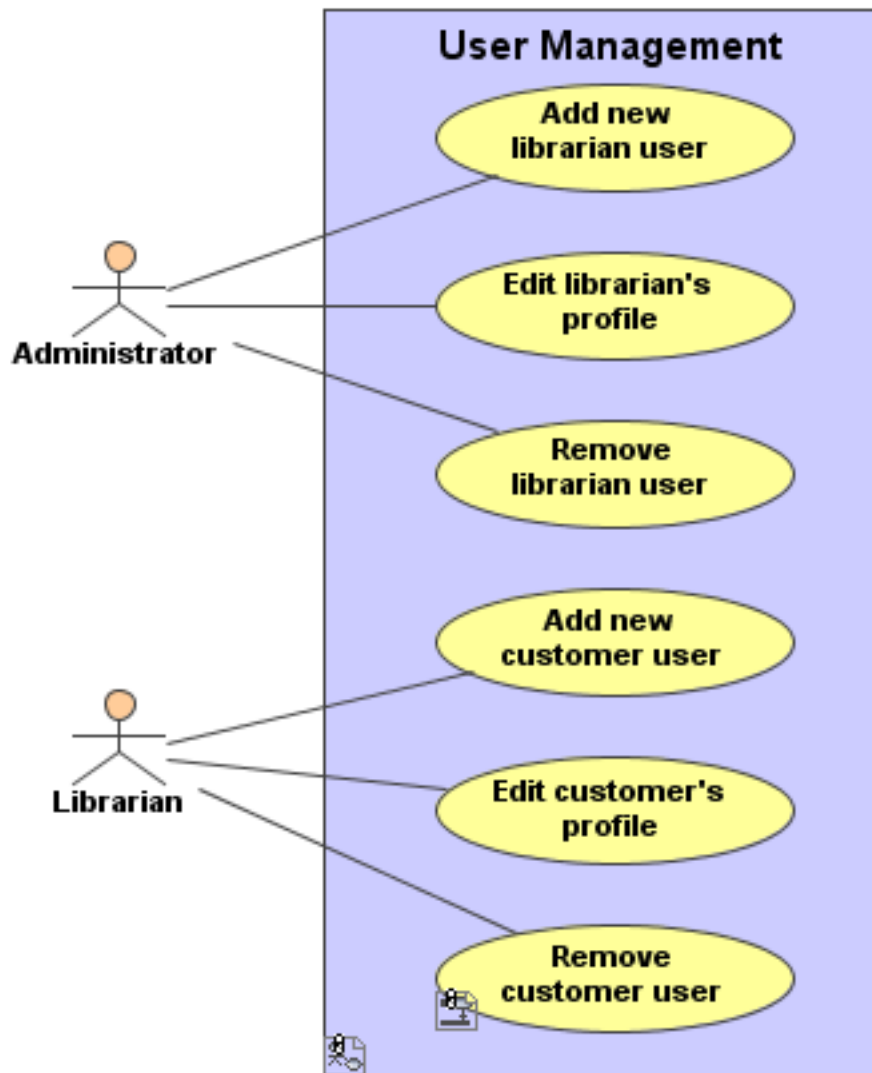 User Management
Add new
librarian user
Edit librarian's
profile
Administrator
Remove
librarian user
Add new
customer user
Librarian
Edit customer's
profile
Remove
customer user